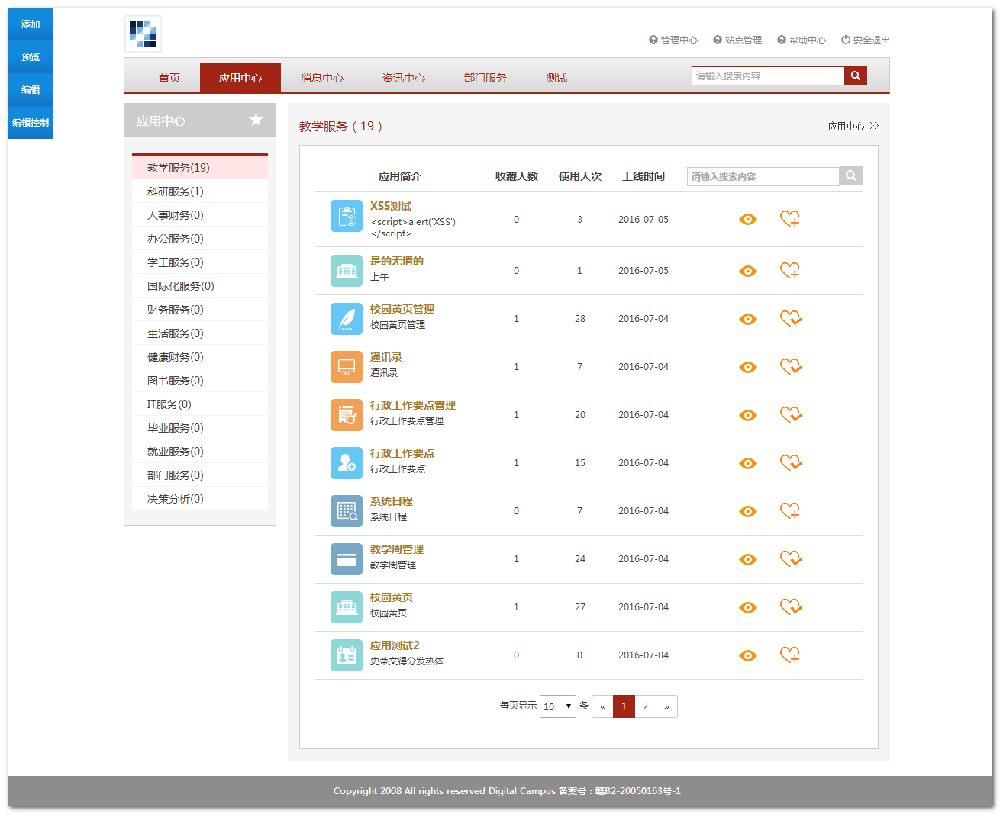 添加
预览
编辑
编辑控制
管理中心 站点管理 帮助中心 安全退出
首页 应用中心 消息中心 资讯中心 部门服务 测试 请输入搜索内容
应用中心
教学服务(19)
科研服务(1)
人事财务(0)
办公服务(0)
学工服务(0)
国际化服务(0)
财务服务(0)
生活服务(0)
健康财务(0)
图书服务(0)
IT服务(0)
毕业服务(0)
就业服务(0)
部门服务(0)
决策分析(0)
教学服务 ( 19 ) 应用中心 >>
应用简介 收藏人数 使用人次 上线时间 请输入搜索内容
XSS测试
<script>alert('XSS')
</script>
0 3 2016-07-05
是的无谓的
上午
0 1 2016-07-05
校园黄页管理
校园黄页管理
1 28 2016-07-04
通讯录
通讯录
1 7 2016-07-04
行政工作要点管理
行政工作要点管理
1 20 2016-07-04
行政工作要点
行政工作要点
1 15 2016-07-04
系统日程
系统日程
0 7 2016-07-04
教学周管理
教学周管理
1 24 2016-07-04
校园黄页
校园黄页
1 27 2016-07-04
应用测试2
史蒂文得分发热体
0 0 2016-07-04
每页显示 10 条 « 1 2 »
Copyright 2008 All rights reserved Digital Campus 备案号 : 赣B2-20050163号-1